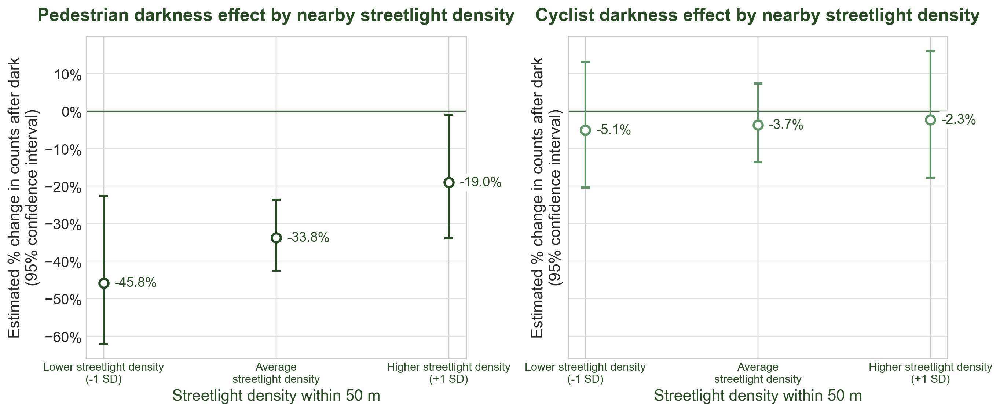 Pedestrian darkness effect by nearby streetlight density
Estimated % change in counts after dark
(95% confidence interval)
10%
0%
−10%
−20%
−30%
−40%
−50%
−60%
-45.8%
-33.8%
-19.0%
Lower streetlight density
(-1 SD)
Average
streetlight density
Higher streetlight density
(+1 SD)
Streetlight density within 50 m
Cyclist darkness effect by nearby streetlight density
Estimated % change in counts after dark
(95% confidence interval)
-5.1%
-3.7%
-2.3%
Lower streetlight density
(-1 SD)
Average
streetlight density
Higher streetlight density
(+1 SD)
Streetlight density within 50 m